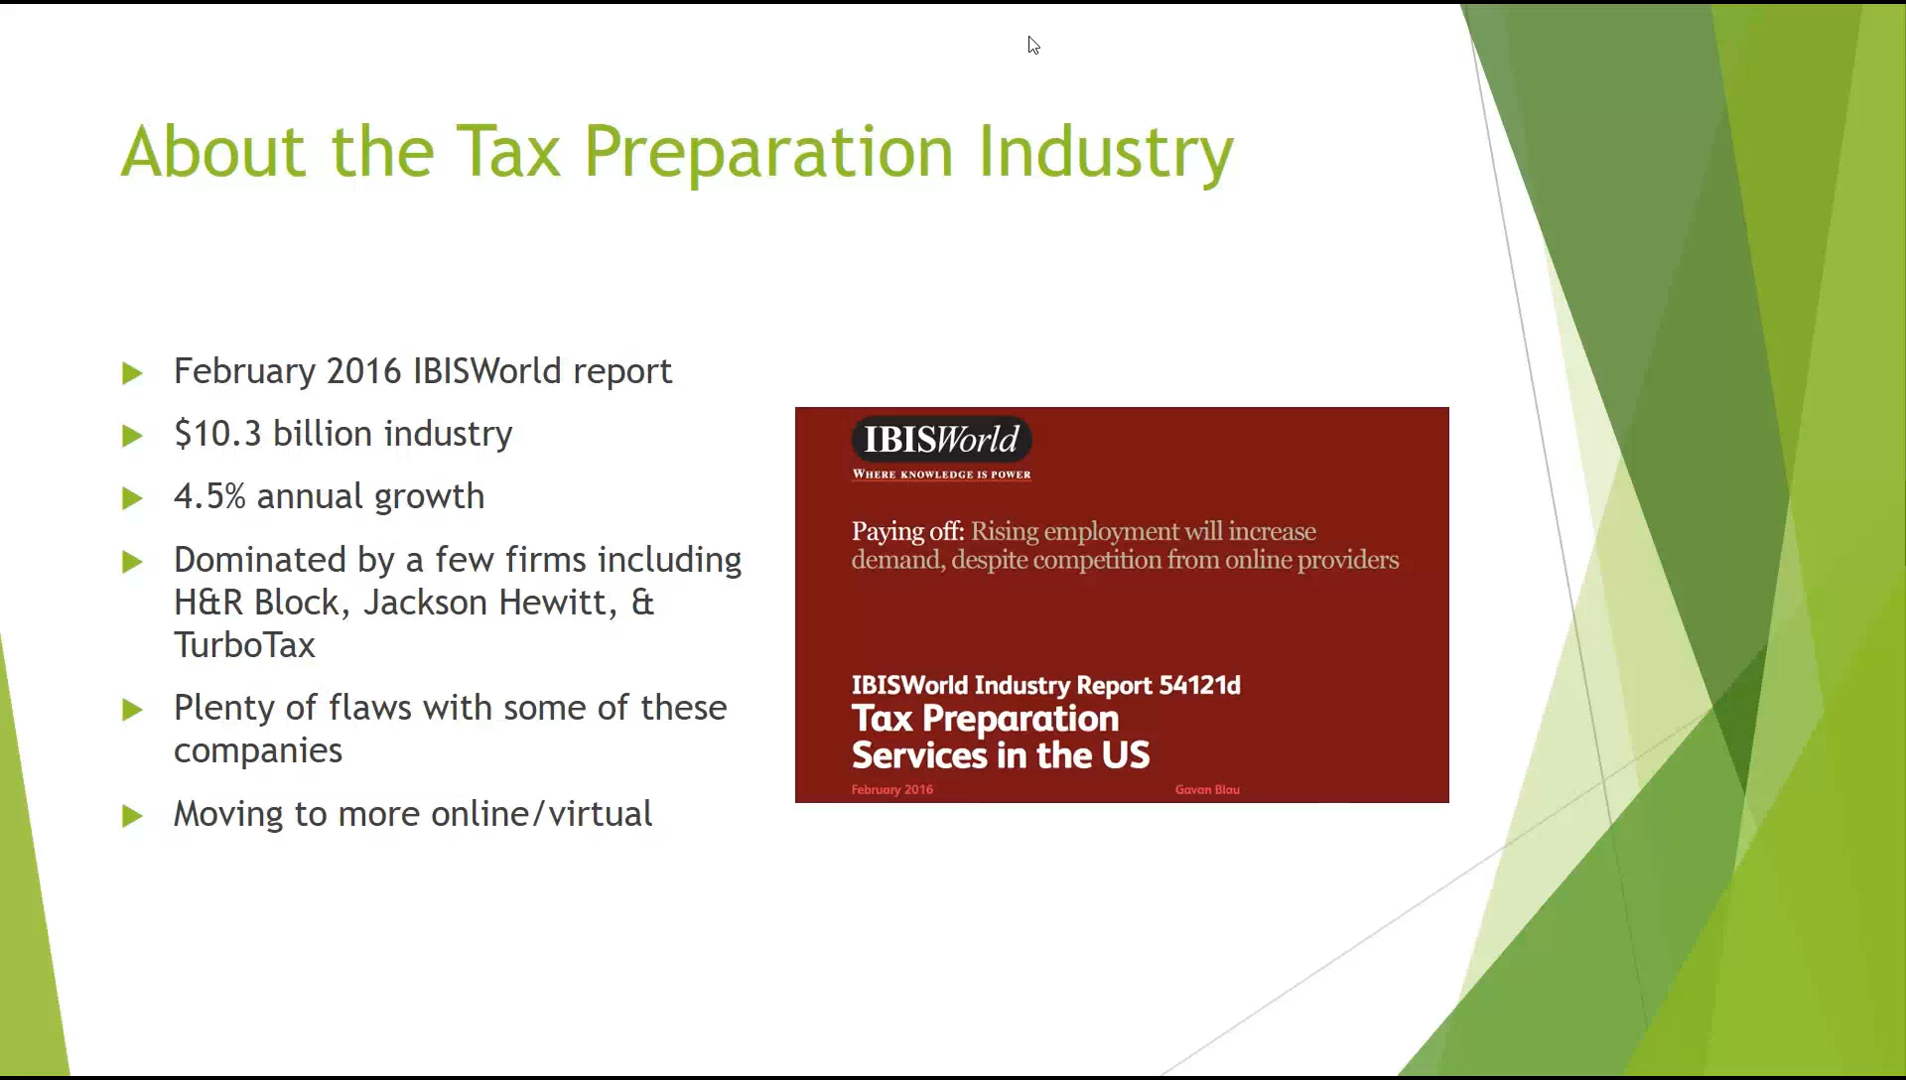 About the Tax Preparation Industry
February 2016 IBISWorld report
$10.3 billion industry
4.5% annual growth
Dominated by a few firms including
H&R Block, Jackson Hewitt, &
TurboTax
Plenty of flaws with some of these
companies
Moving to more online/virtual
IBISWorld
WHERE KNOWLEDGE IS POWER
Paying off: Rising employment will increase
demand, despite competition from online providers
IBISWorld Industry Report 54121d
Tax Preparation
Services in the US
February 2016 Gavan Blau